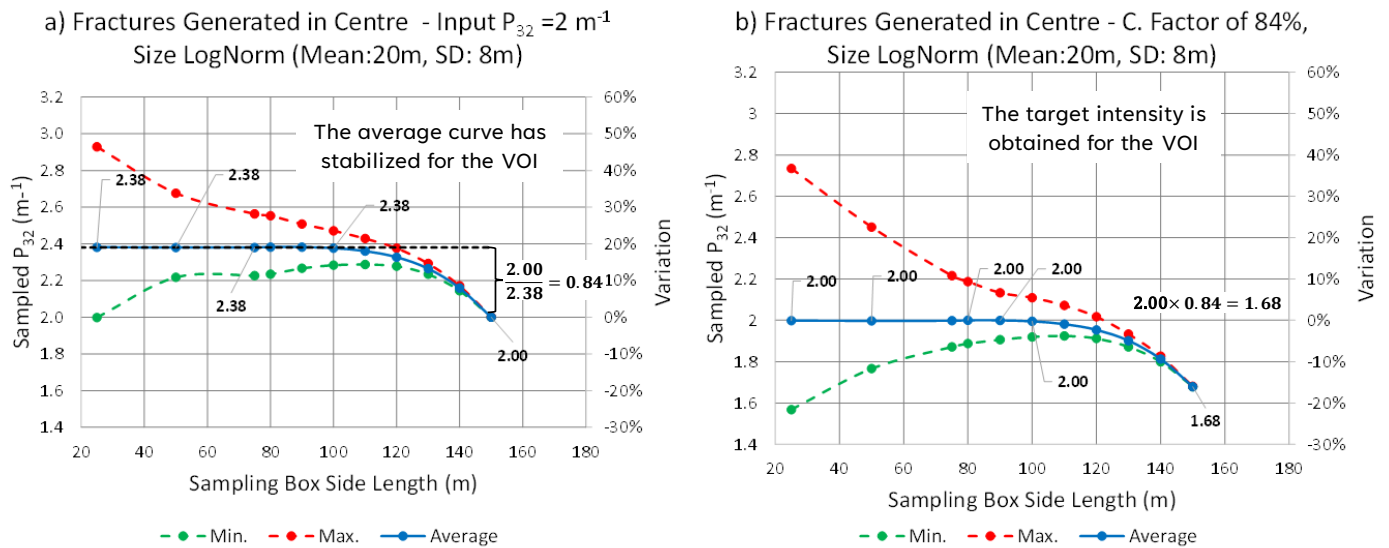 a) Fractures Generated in Centre - Input P32 =2 m-1
Size LogNorm (Mean:20m, SD: 8m)
3.2
3.0
2.8
2.6
2.4
2.2
2.0
1.8
1.6
1.4
Sampled P32 (m-1)
60%
50%
40%
30%
20%
10%
0%
-10%
-20%
-30%
Variation
The average curve has
stabilized for the VOI
2.38
2.38
2.38
2.38
2.00
2.00/2.38 = 0.84
20 40 60 80 100 120 140 160 180
Sampling Box Side Length (m)
Min. Max. Average
b) Fractures Generated in Centre - C. Factor of 84%,
Size LogNorm (Mean:20m, SD: 8m)
3.2
3
2.8
2.6
2.4
2.2
2
1.8
1.6
1.4
Sampled P32 (m-1)
60%
50%
40%
30%
20%
10%
0%
-10%
-20%
-30%
Variation
The target intensity is
obtained for the VOI
2.00
2.00
2.00
2.00
2.00
1.68
2.00× 0.84 = 1.68
20 40 60 80 100 120 140 160 180
Sampling Box Side Length (m)
Min. Max. Average